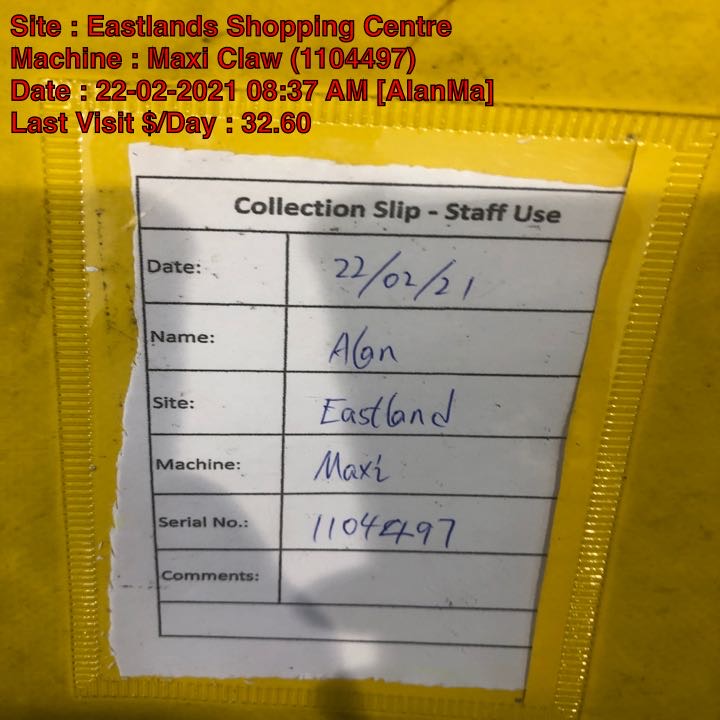 Site : Eastlands Shopping Centre
Machine : Maxi Claw (1104497)
Date : 22-02-2021 08:37 AM [AlanMa]
Last Visit $/Day : 32.60
Collection Slip - Staff Use
Date: 22/02/21
Name: Alan
Site: Eastland
Machine: Maxi
Serial No.: 1104497
Comments: